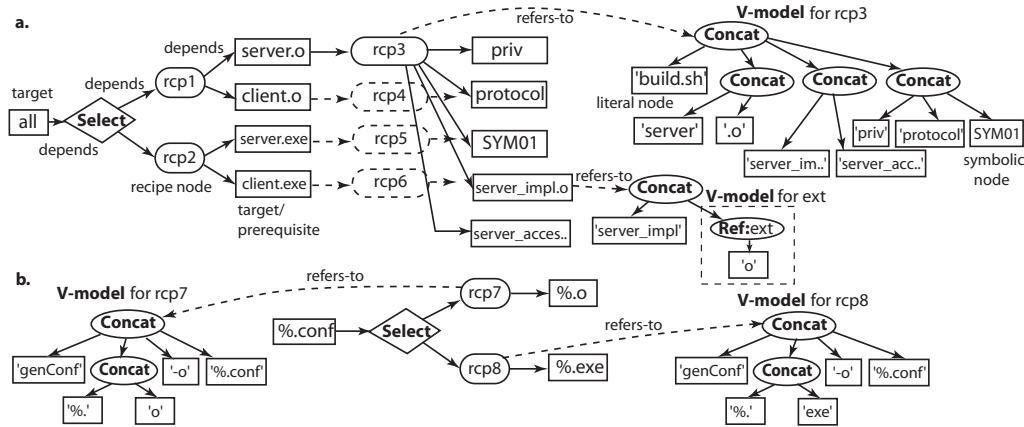 a.
refers-to
V-model for rcp3
Concat
depends
server.o
rcp3
priv
'build.sh'
Concat
Concat
Concat
rcp1
depends
client.o
rcp4
protocol
literal node
target
all
Select
'server'
'.o'
'priv'
'protocol'
SYM01
depends
server.exe
rcp5
SYM01
'server_im..'
'server_acc..'
symbolic
node
rcp2
recipe node
client.exe
rcp6
server_impl.o
refers-to
Concat
V-model for ext
target/
prerequisite
server_acces..
'server_impl'
Ref:ext
'o'
b.
V-model for rcp7
refers-to
rcp7
%.o
V-model for rcp8
Concat
%.conf
Select
refers-to
Concat
'genConf'
Concat
'-o'
'%.conf'
rcp8
%.exe
'genConf'
Concat
'-o'
'%.conf'
'%.'
'o'
'%.'
'exe'